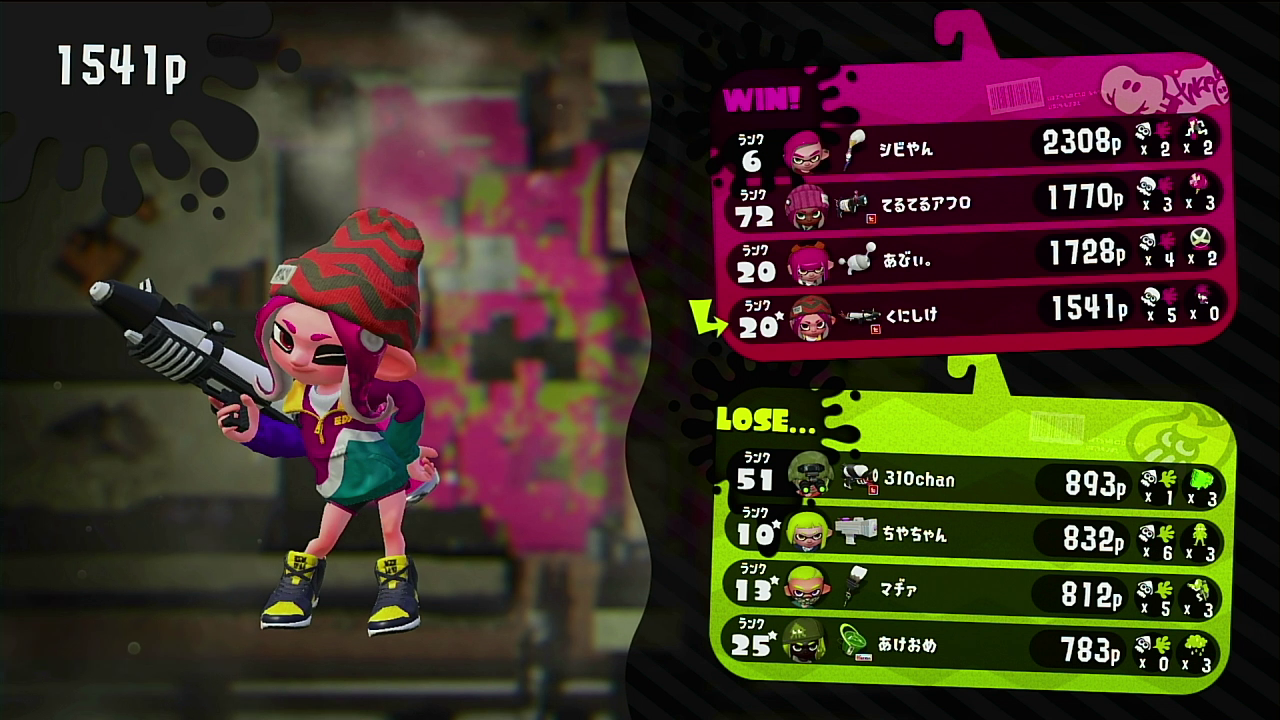 1541p
WIN!
ランク 6 シビやん 2308p x 2 x 2
ランク 72 てるてるアフロ 1770p x 3 x 3
ランク 20 あびぃ。 1728p x 4 x 2
ランク 20 くにしけ 1541p x 5 x 0
LOSE...
ランク 51 310chan 893p x 1 x 3
ランク 10 ちやちゃん 832p x 6 x 3
ランク 13 マヂァ 812p x 5 x 3
ランク 25 あけおめ 783p x 0 x 3